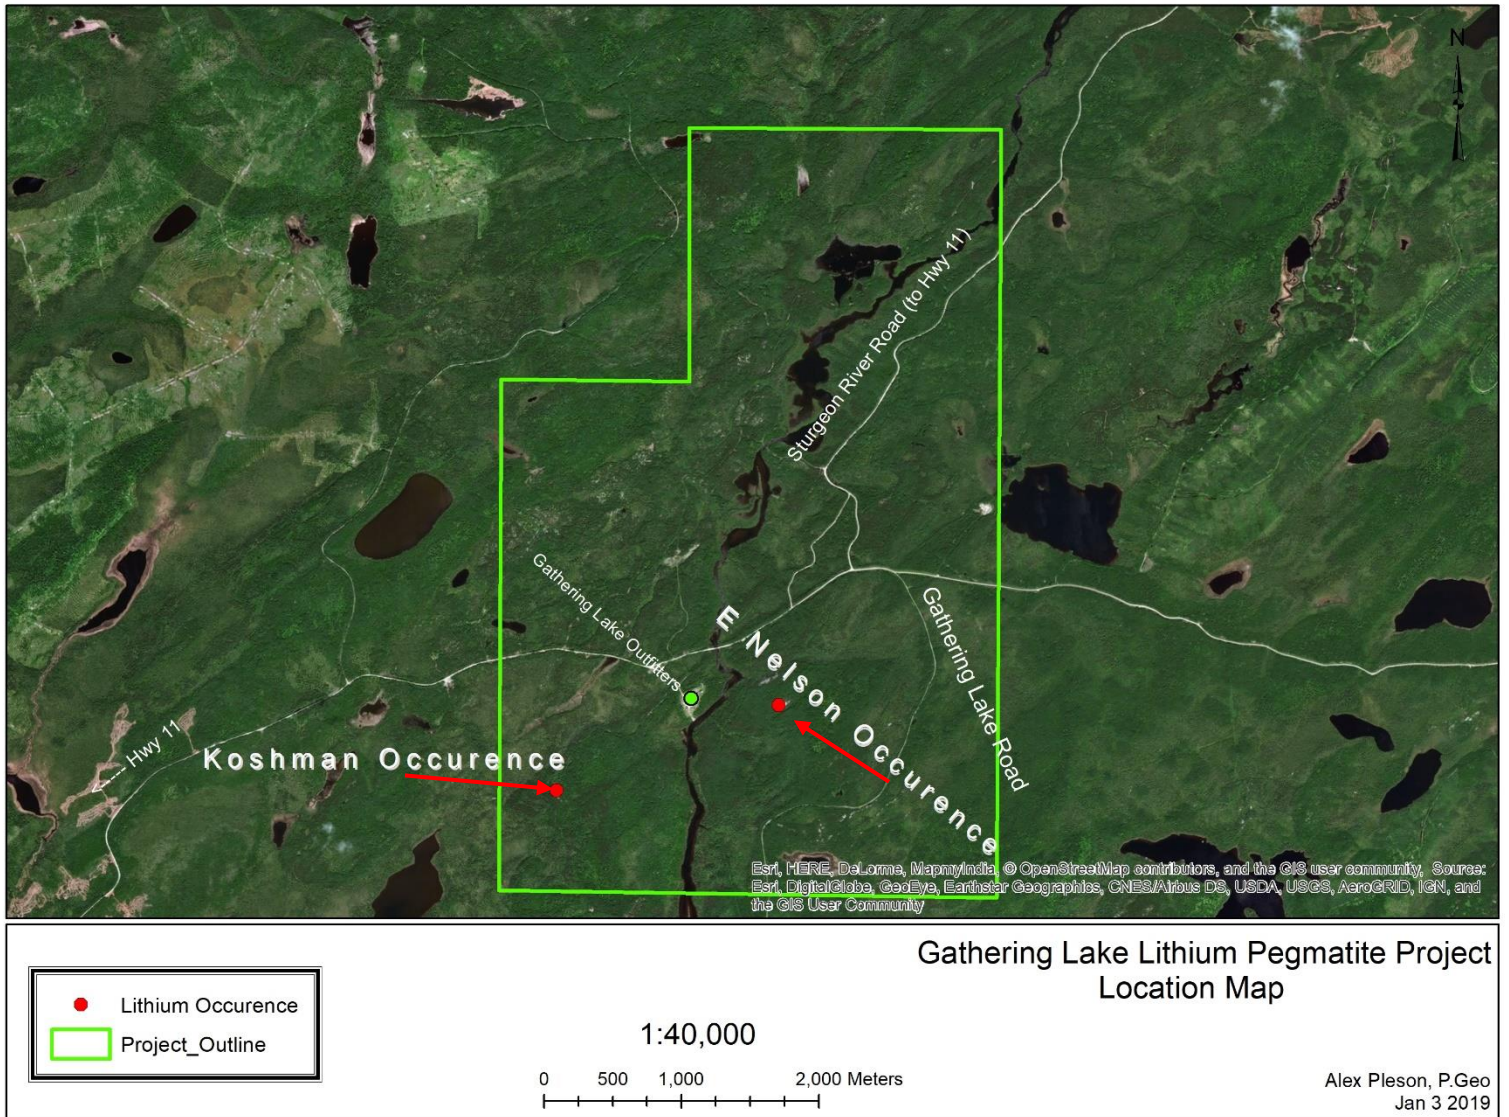 N
Sturgeon River Road (to Hwy 11)
Gathering Lake Outfitters
E Nelson Occurence
Gathering Lake Road
Hwy 11
Koshman Occurence
Esri, HERE, DeLorme, MapmyIndia, © OpenStreetMap contributors, and the GIS user community, Source:
Esri, DigitalGlobe, GeoEye, Earthstar Geographics, CNES/Airbus DS, USDA, USGS, AeroGRID, IGN, and
the GIS User Community
Gathering Lake Lithium Pegmatite Project
Location Map
Lithium Occurence
Project_Outline
1:40,000
0 500 1,000 2,000 Meters
Alex Pleson, P.Geo
Jan 3 2019